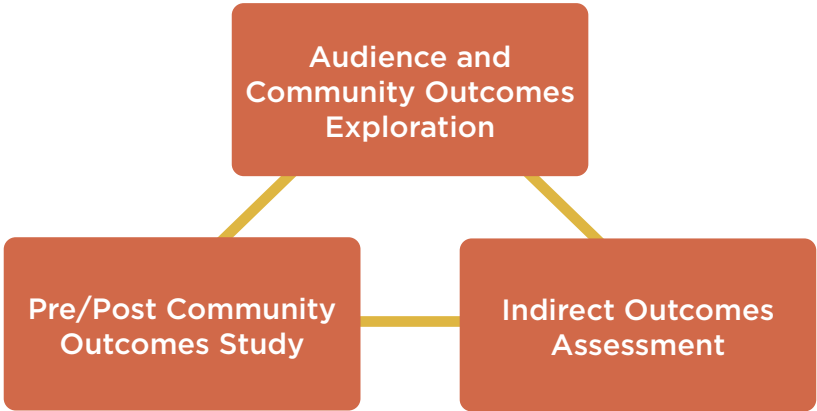 Audience and
Community Outcomes
Exploration
Pre/Post Community
Outcomes Study
Indirect Outcomes
Assessment